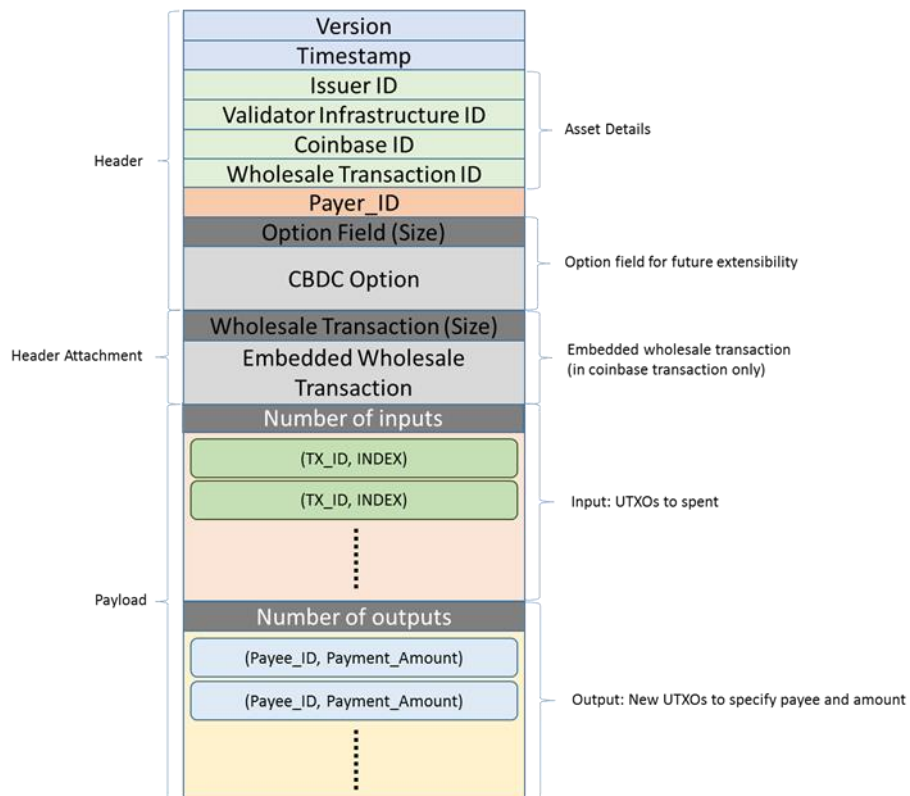 Version
Timestamp
Issuer ID
Validator Infrastructure ID
Asset Details
Coinbase ID
Header
Wholesale Transaction ID
Payer_ID
Option Field (Size)
Option field for future extensibility
CBDC Option
Wholesale Transaction (Size)
Header Attachment
Embedded Wholesale
Transaction
Embedded wholesale transaction
(in coinbase transaction only)
Number of inputs
(TX_ID, INDEX)
(TX_ID, INDEX)
Input: UTXOs to spent
Payload
Number of outputs
(Payee_ID, Payment_Amount)
(Payee_ID, Payment_Amount)
Output: New UTXOs to specify payee and amount